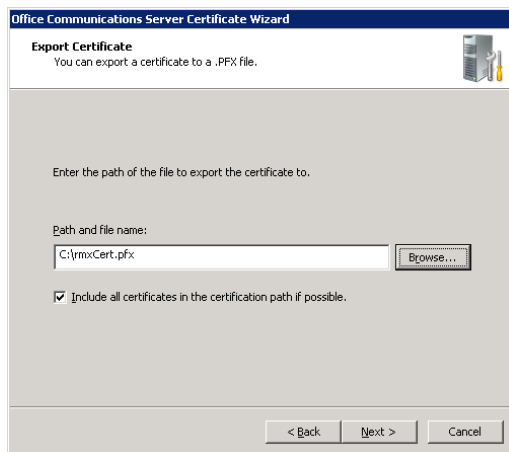 Office Communications Server Certificate Wizard
Export Certificate
You can export a certificate to a .PFX file.
Enter the path of the file to export the certificate to.
Path and file name:
C:\rmxCert.pfx
Browse...
Include all certificates in the certification path if possible.
< Back Next > Cancel